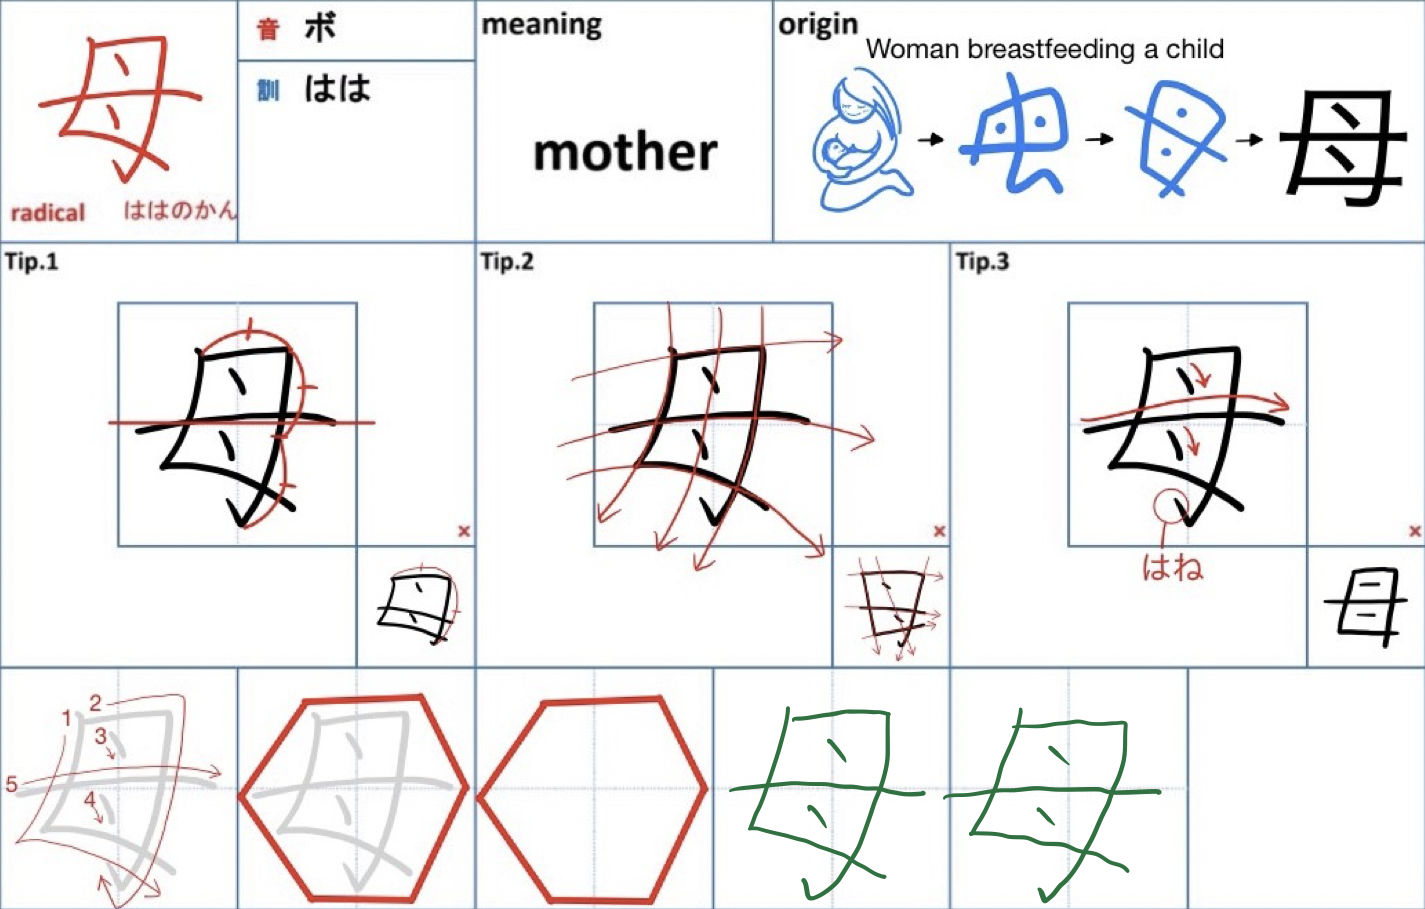 母
radical ははのかん
音 ボ
訓 はは
meaning
mother
origin
Woman breastfeeding a child
母
Tip.1
母
x
母
Tip.2
母
x
母
Tip.3
母
はね
x
母
1 2 3 4 5
母
母
母
母